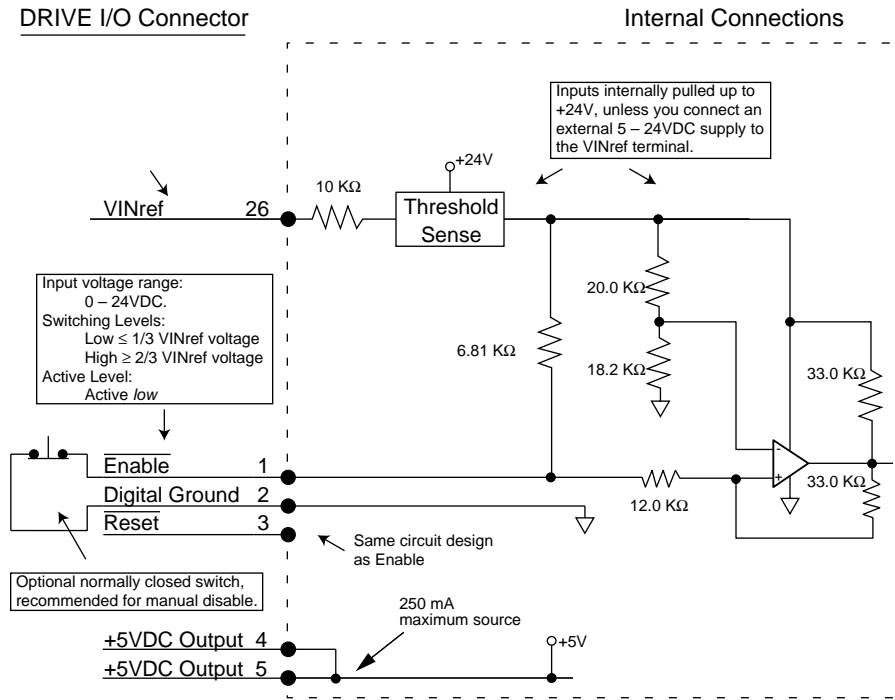 DRIVE I/O Connector
Internal Connections
Inputs internally pulled up to
+24V, unless you connect an
external 5 – 24VDC supply to
the VINref terminal.
+24V
10 KΩ
VINref 26
Threshold
Sense
Input voltage range:
0 – 24VDC.
Switching Levels:
Low ≤ 1/3 VINref voltage
High ≥ 2/3 VINref voltage
Active Level:
Active low
20.0 KΩ
6.81 KΩ
18.2 KΩ
33.0 KΩ
Enable 1
-
+
33.0 KΩ
12.0 KΩ
Digital Ground 2
Reset 3
Same circuit design
as Enable
Optional normally closed switch,
recommended for manual disable.
250 mA
maximum source
+5VDC Output 4
+5V
+5VDC Output 5